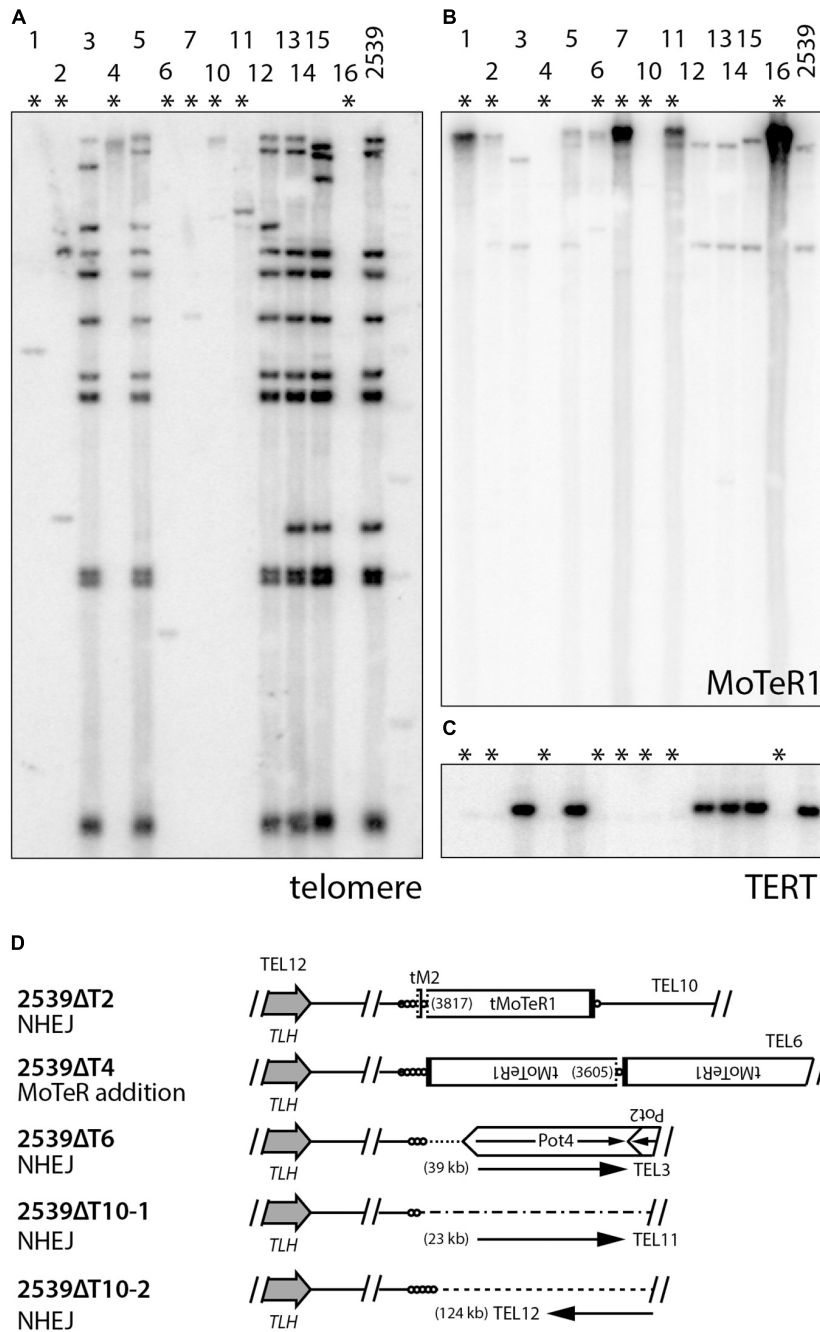 A
1 3 5 7 11 13 15 2539
2 4 6 10 12 14 16
* * * * * * * *
telomere
B
1 3 5 7 11 13 15 2539
2 4 6 10 12 14 16
* * * * * * * *
MoTeR1
C
* * * * * * * *
TERT
D
2539ΔT2
NHEJ
TEL12
TLH
tM2
(3817) tMoTeR1
TEL10
2539ΔT4
MoTeR addition
TLH
tMoTeR1 (3605)
tMoTeR1
TEL6
2539ΔT6
NHEJ
TLH
Pot4
Pot2
(39 kb) TEL3
2539ΔT10-1
NHEJ
TLH
(23 kb) TEL11
2539ΔT10-2
NHEJ
TLH
(124 kb) TEL12